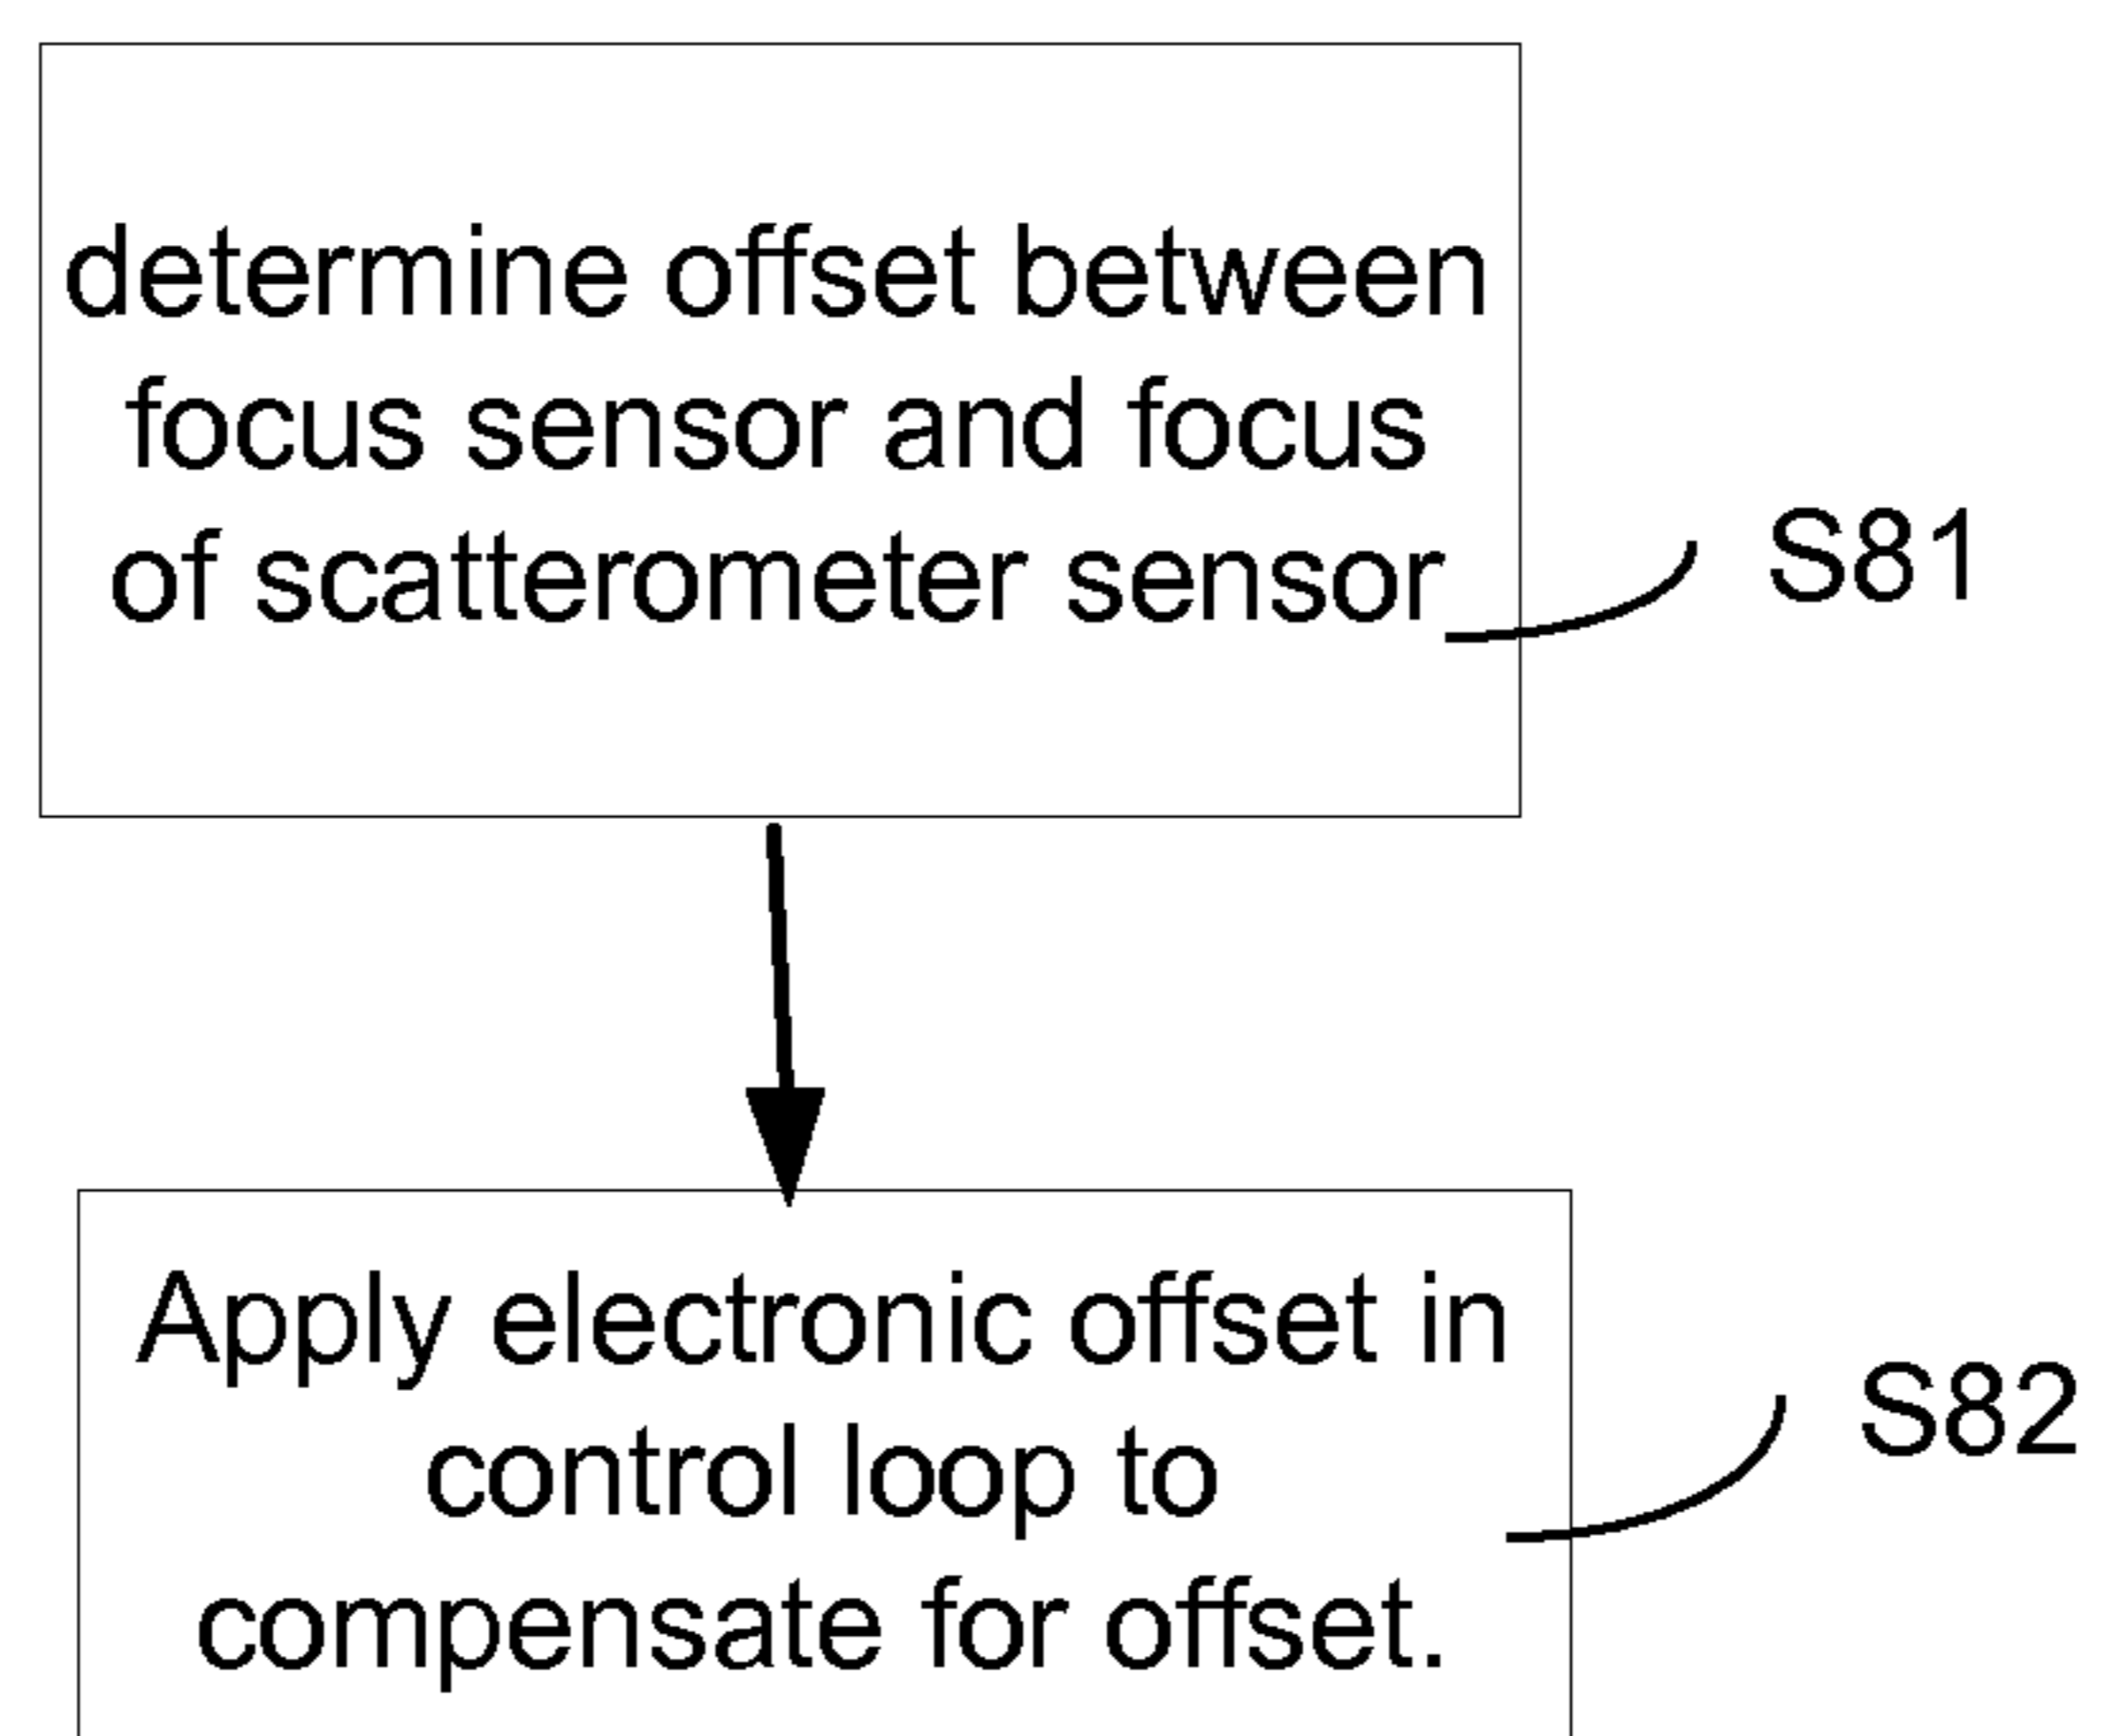 determine offset between
focus sensor and focus
of scatterometer sensor
S81
Apply electronic offset in
control loop to
compensate for offset.
S82